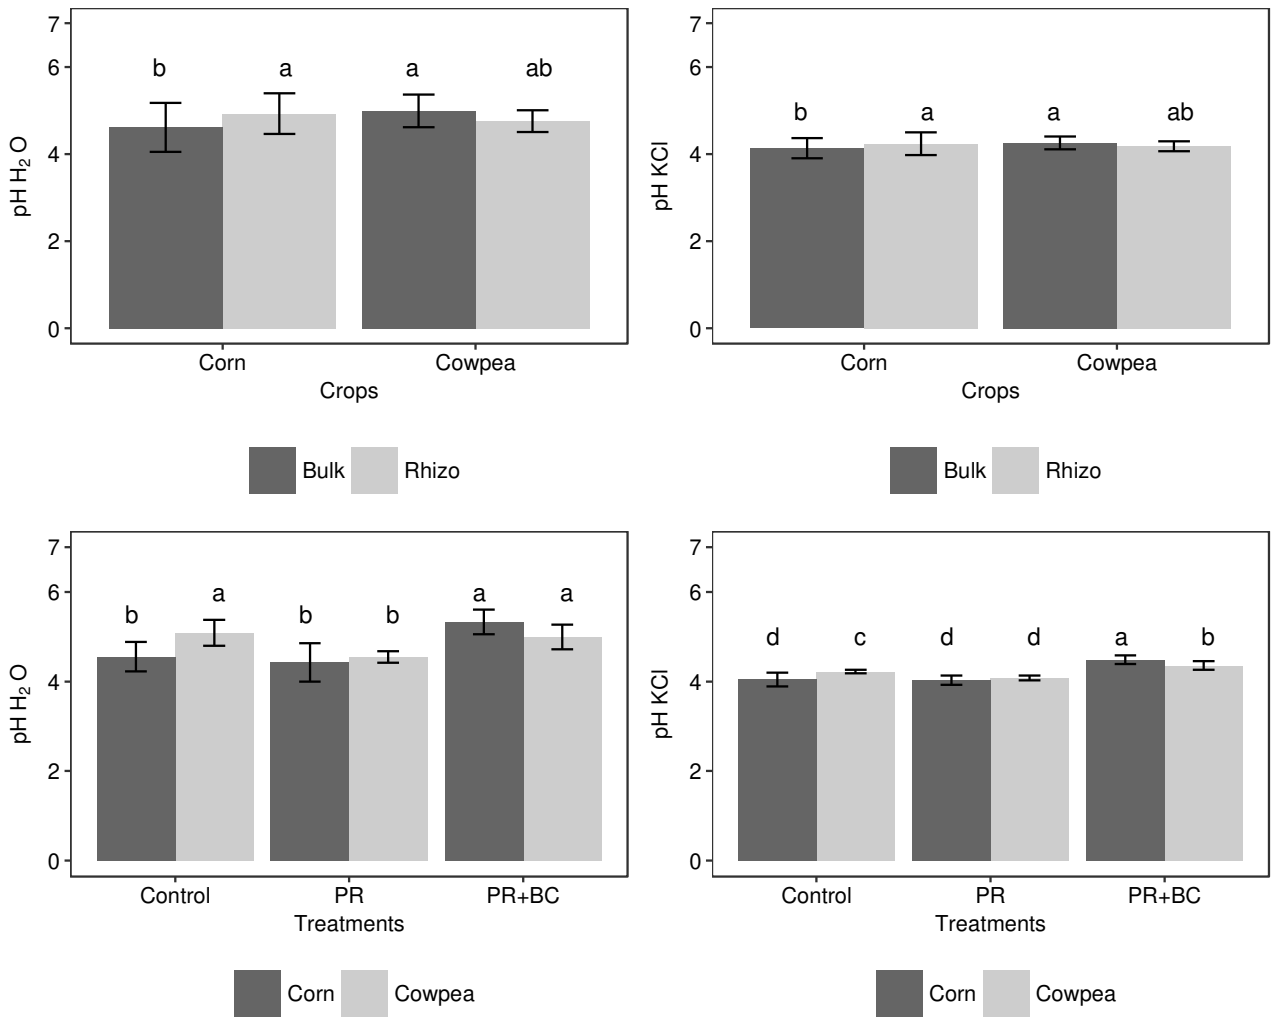 7
6
4
2
0
pH H₂ O
b
a
a
ab
Corn
Cowpea
Crops
Bulk
Rhizo
7
6
4
2
0
pH KCl
b
a
a
ab
Corn
Cowpea
Crops
Bulk
Rhizo
7
6
4
2
0
pH H₂ O
b
a
b
b
a
a
Control
PR
PR+BC
Treatments
Corn
Cowpea
7
6
4
2
0
pH KCl
d
c
d
d
a
b
Control
PR
PR+BC
Treatments
Corn
Cowpea